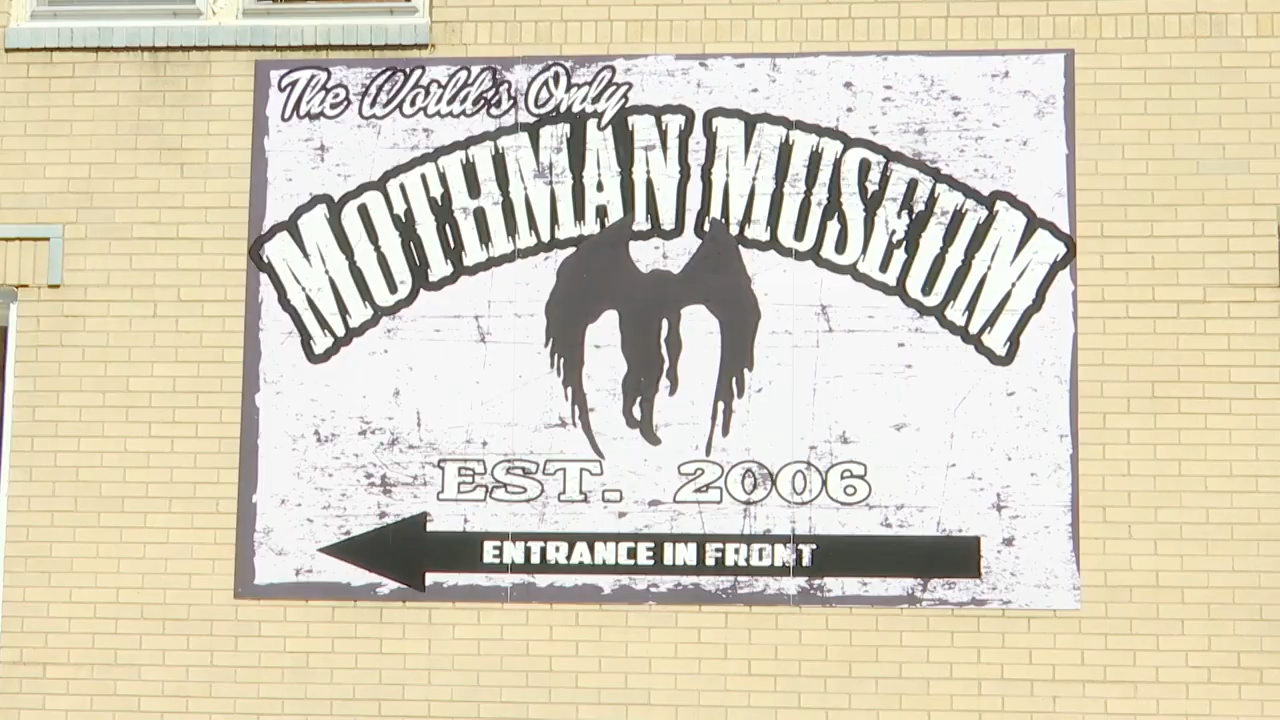 The World's Only
MOTHMAN MUSEUM
EST. 2006
ENTRANCE IN FRONT